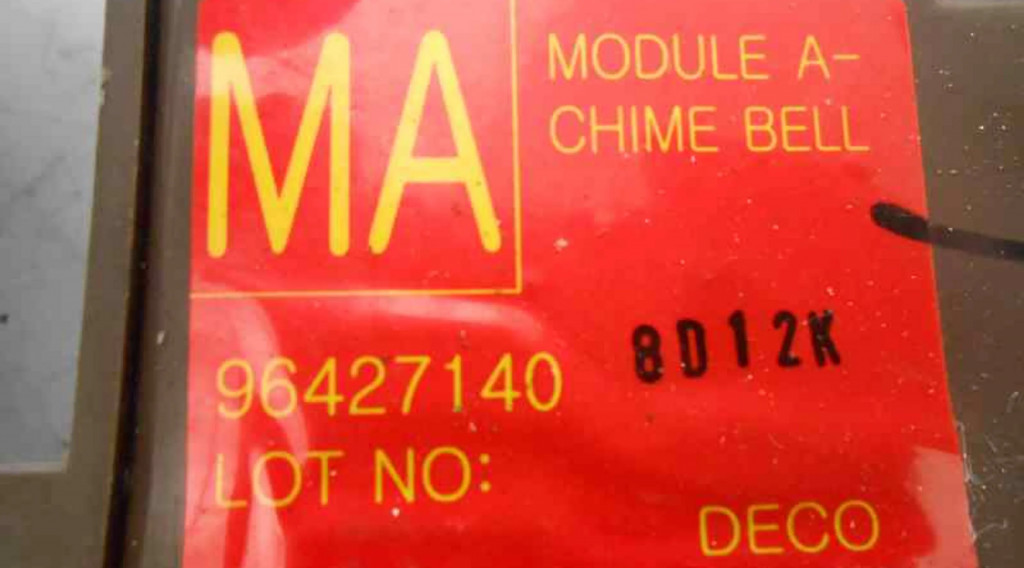 MA
MODULE A-
CHIME BELL
8D12K
96427140
LOT NO:
DECO